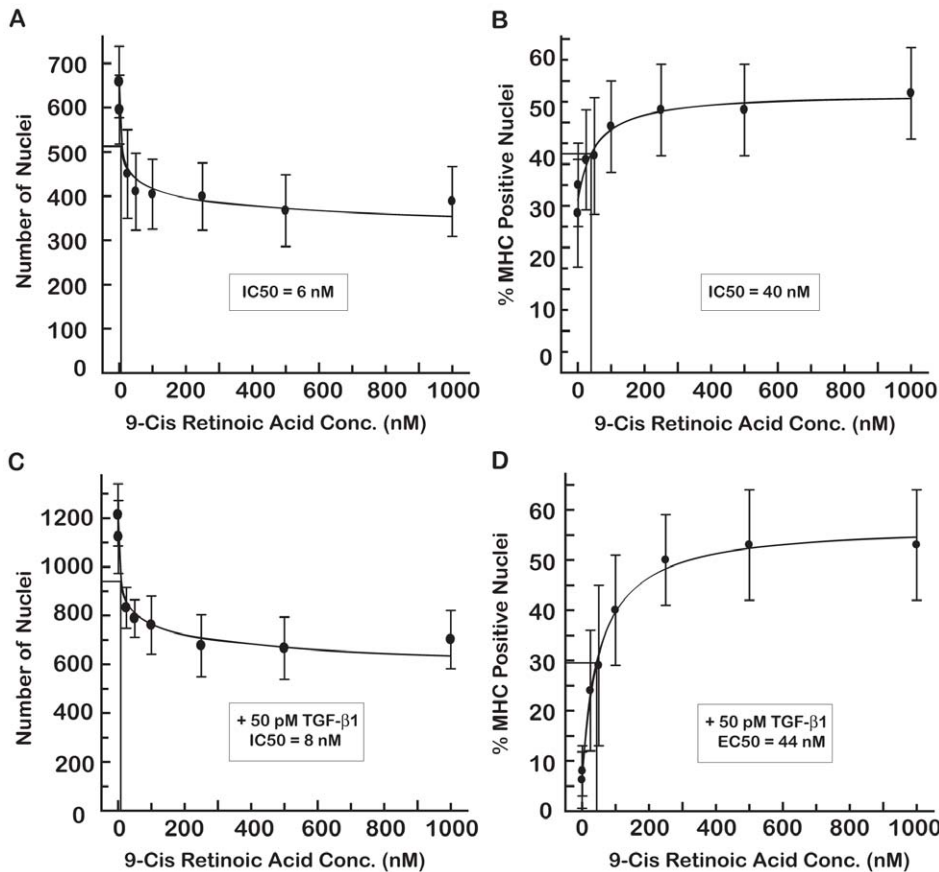 A
Number of Nuclei
700
600
500
400
300
200
100
0
IC50 = 6 nM
0 200 400 600 800 1000
9-Cis Retinoic Acid Conc. (nM)
B
% MHC Positive Nuclei
60
50
40
30
20
10
0
IC50 = 40 nM
0 200 400 600 800 1000
9-Cis Retinoic Acid Conc. (nM)
C
Number of Nuclei
1200
1000
800
600
400
200
0
+ 50 pM TGF-β1
IC50 = 8 nM
0 200 400 600 800 1000
9-Cis Retinoic Acid Conc. (nM)
D
% MHC Positive Nuclei
60
50
40
30
20
10
0
+ 50 pM TGF-β1
EC50 = 44 nM
0 200 400 600 800 1000
9-Cis Retinoic Acid Conc. (nM)